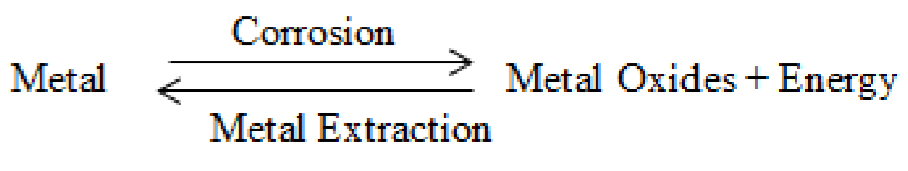 Corrosion
Metal Metal Oxides + Energy
Metal Extraction